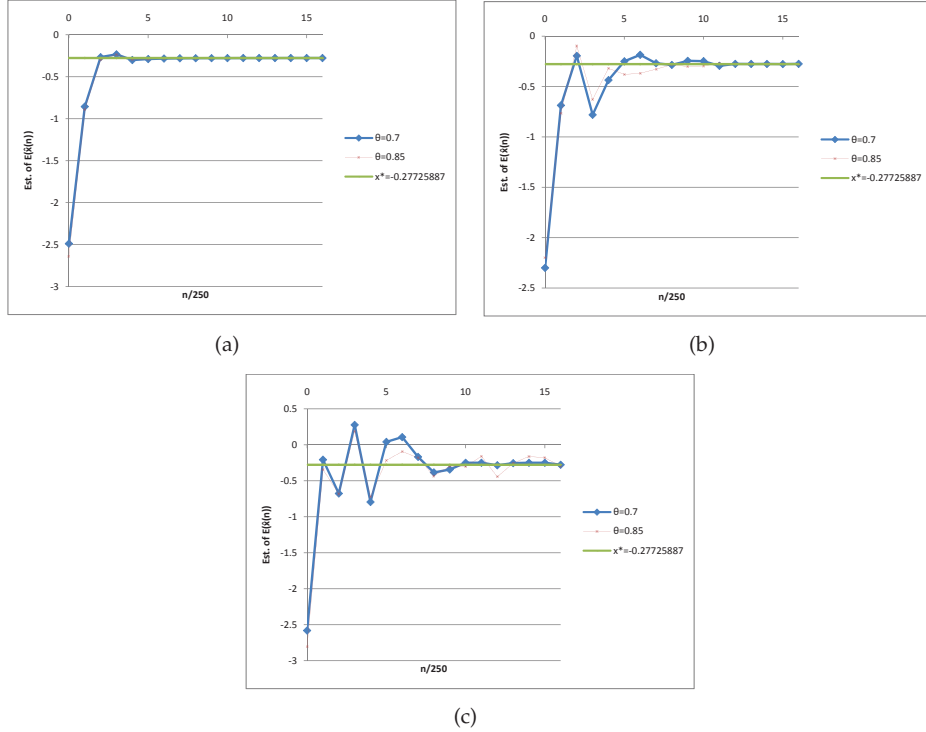 0 5 10 15
0
-0.5
-1
-1.5
-2
-2.5
-3
Est. of E(x̂(n))
n/250
θ=0.7
θ=0.85
x*=-0.27725887
(a)
0 5 10 15
0
-0.5
-1
-1.5
-2
-2.5
Est. of E(x̂(n))
n/250
θ=0.7
θ=0.85
x*=-0.27725887
(b)
0 5 10 15
0.5
0
-0.5
-1
-1.5
-2
-2.5
-3
Est. of E(x̂(n))
n/250
θ=0.7
θ=0.85
x*=-0.27725887
(c)